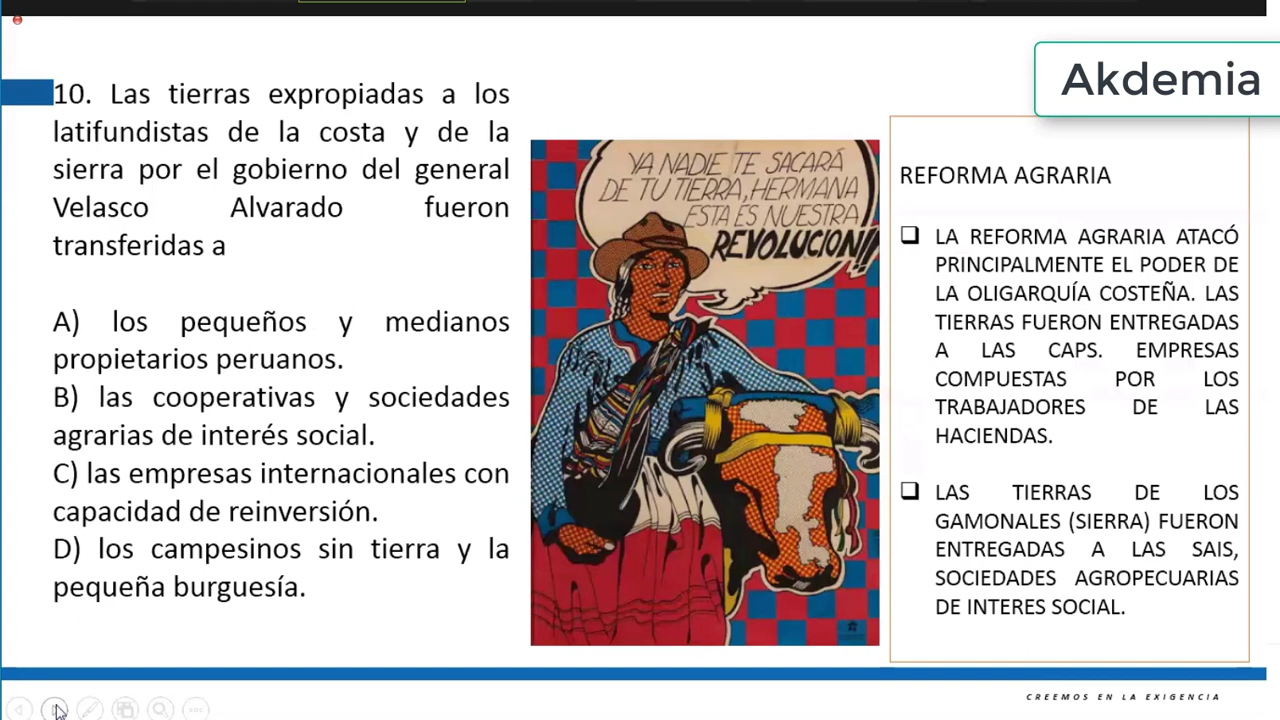 Akdemia
10. Las tierras expropiadas a los
latifundistas de la costa y de la
sierra por el gobierno del general
Velasco Alvarado fueron
transferidas a
A) los pequeños y medianos
propietarios peruanos.
B) las cooperativas y sociedades
agrarias de interés social.
C) las empresas internacionales con
capacidad de reinversión.
D) los campesinos sin tierra y la
pequeña burguesía.
YA NADIE TE SACARÁ
DE TU TIERRA, HERMANA
ESTA ES NUESTRA
REVOLUCION!!
REFORMA AGRARIA
LA REFORMA AGRARIA ATACÓ
PRINCIPALMENTE EL PODER DE
LA OLIGARQUÍA COSTEÑA. LAS
TIERRAS FUERON ENTREGADAS
A LAS CAPS. EMPRESAS
COMPUESTAS POR LOS
TRABAJADORES DE LAS
HACIENDAS.
LAS TIERRAS DE LOS
GAMONALES (SIERRA) FUERON
ENTREGADAS A LAS SAIS,
SOCIEDADES AGROPECUARIAS
DE INTERES SOCIAL.
CREEMOS EN LA EXIGENCIA